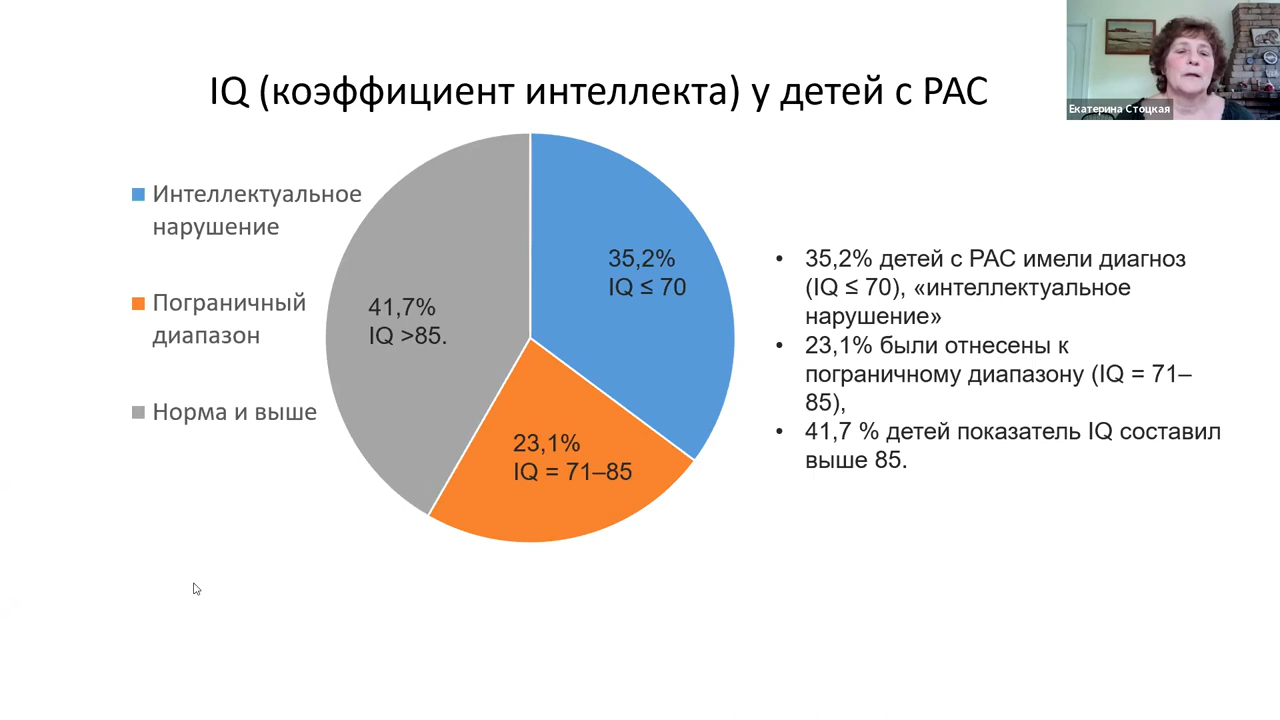 IQ (коэффициент интеллекта) у детей с РАС
Екатерина Стоцкая
Интеллектуальное
нарушение
Пограничный
диапазон
Норма и выше
35,2%
IQ ≤ 70
41,7%
IQ >85.
23,1%
IQ = 71–85
• 35,2% детей с РАС имели диагноз
(IQ ≤ 70), «интеллектуальное
нарушение»
• 23,1% были отнесены к
пограничному диапазону (IQ = 71–
85),
• 41,7 % детей показатель IQ составил
выше 85.